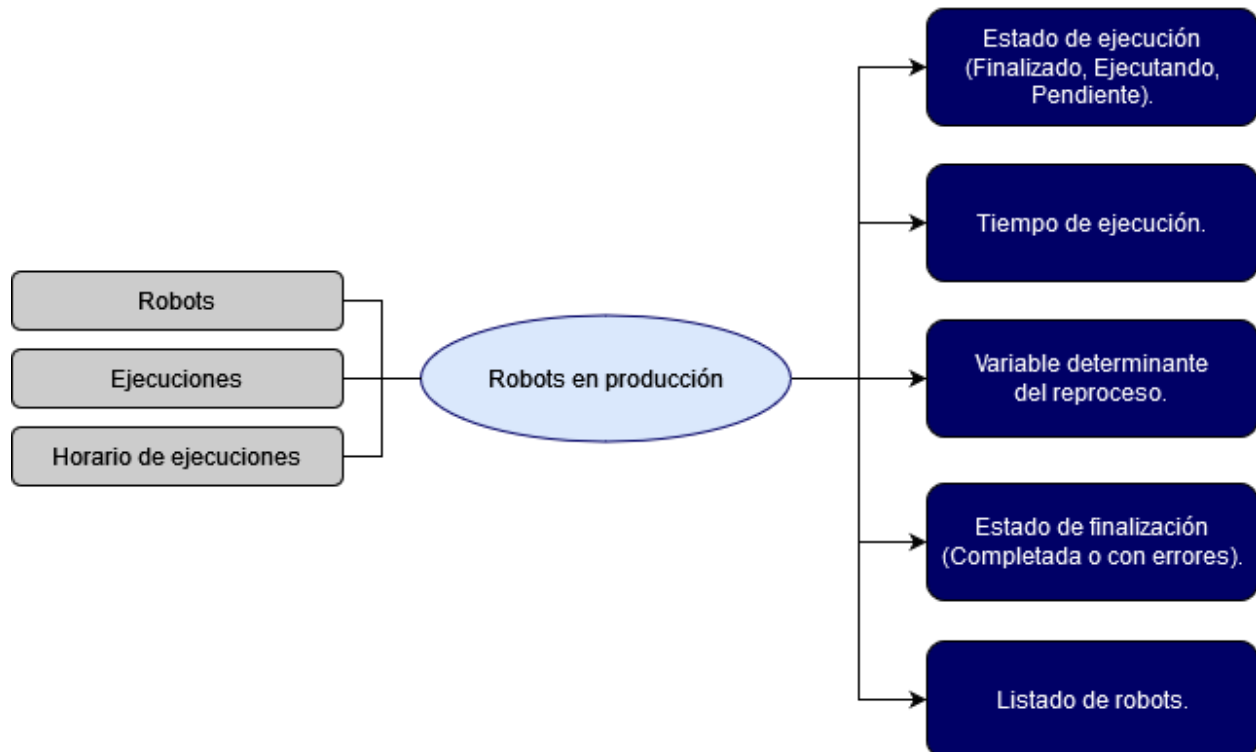 Robots
Ejecuciones
Horario de ejecuciones
Robots en producción
Estado de ejecución
(Finalizado, Ejecutando,
Pendiente).
Tiempo de ejecución.
Variable determinante
del reproceso.
Estado de finalización
(Completada o con errores).
Listado de robots.